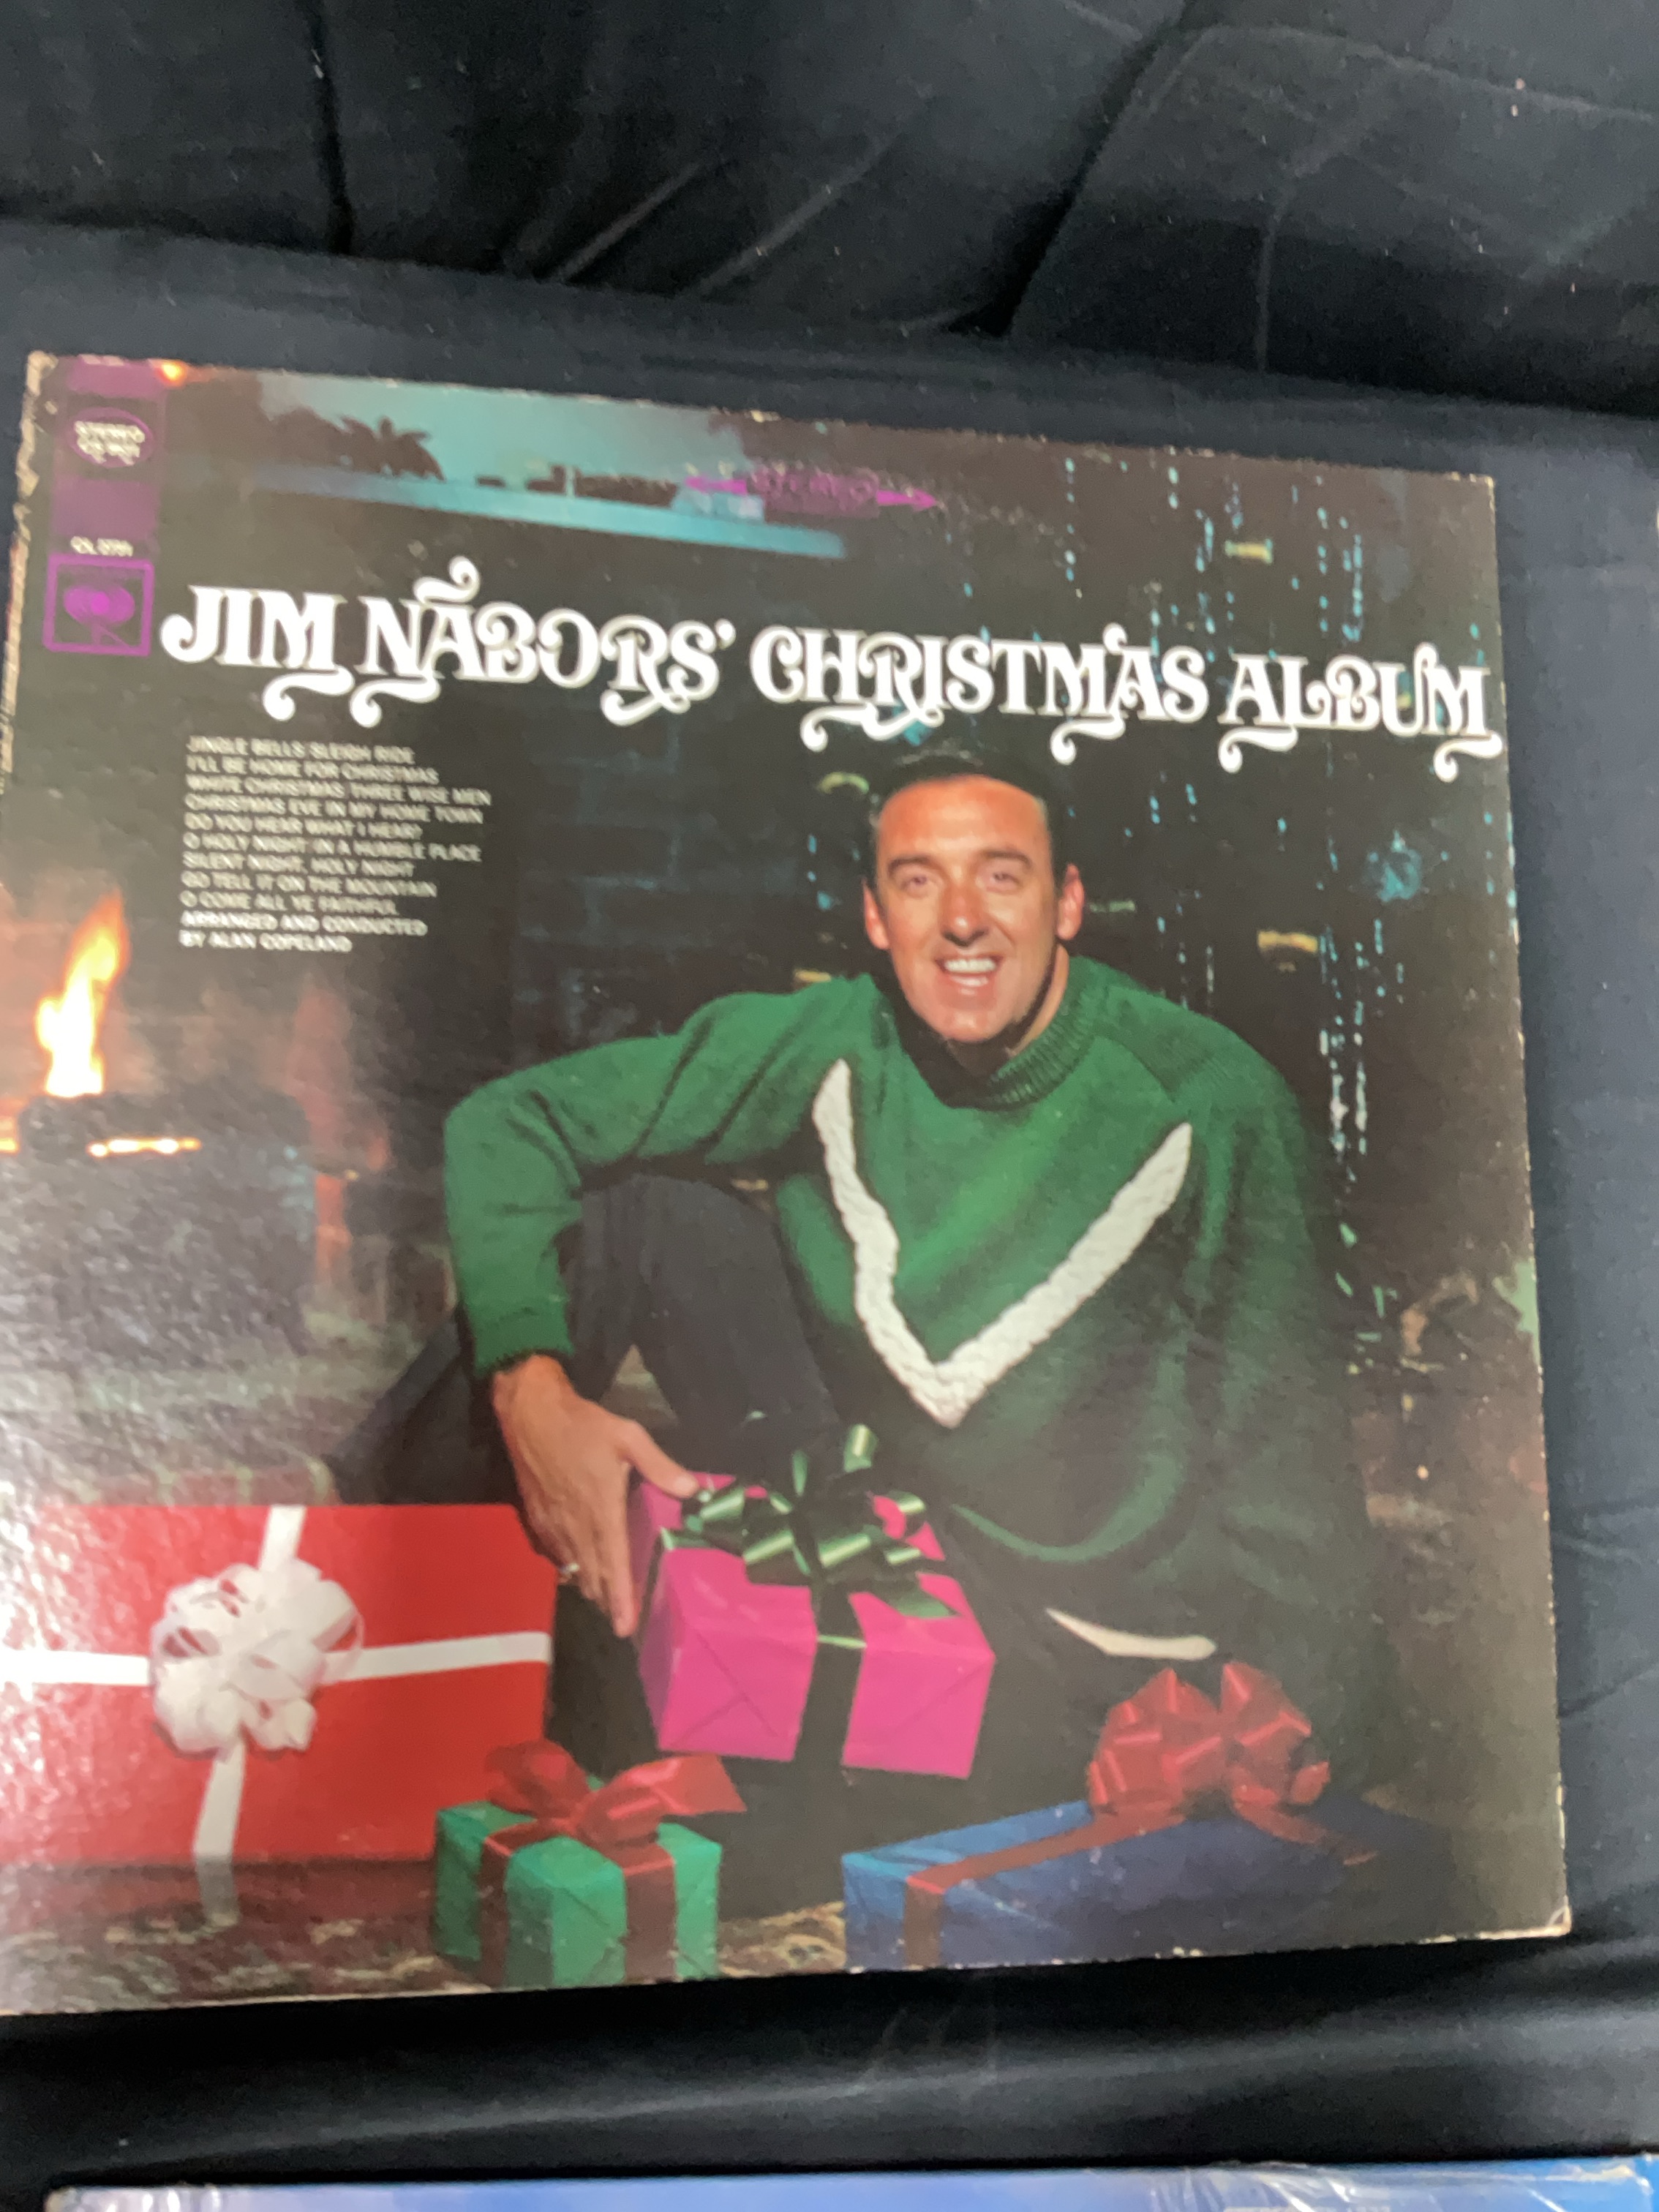 STEREO
JIM NABORS' CHRISTMAS ALBUM
JINGLE BELLS SLEIGH RIDE
I'LL BE HOME FOR CHRISTMAS
WHITE CHRISTMAS THREE WISE MEN
CHRISTMAS EVE IN MY HOME TOWN
DO YOU HEAR WHAT I HEAR?
O HOLY NIGHT IN A HUMBLE PLACE
SILENT NIGHT, HOLY NIGHT
GO TELL IT ON THE MOUNTAIN
O COME ALL YE FAITHFUL
ARRANGED AND CONDUCTED
BY ALAN COPELAND